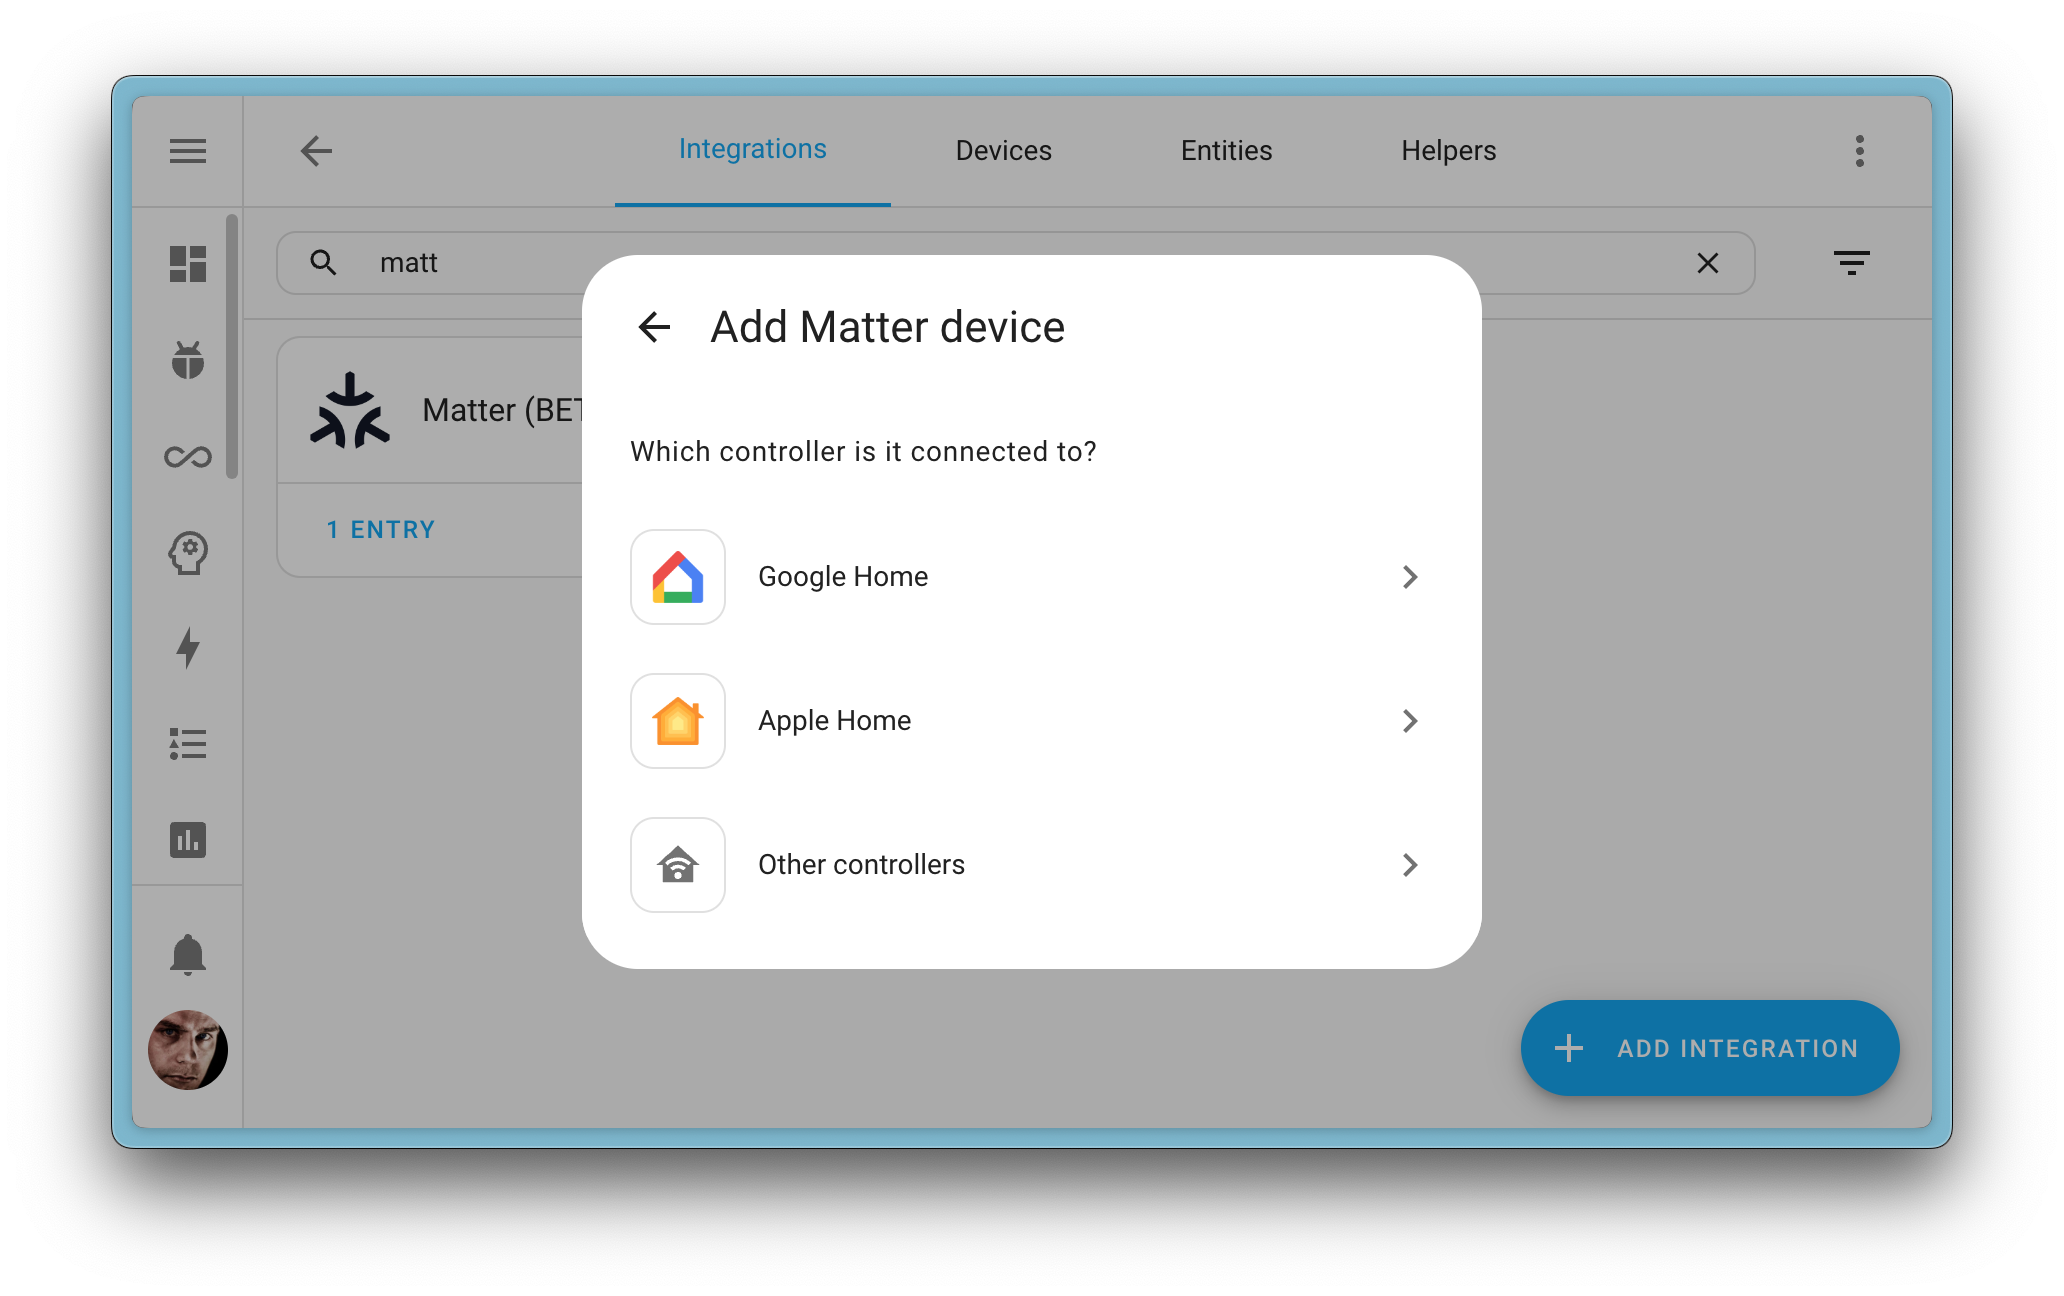 Integrations
Devices
Entities
Helpers
matt
Matter (BET
1 ENTRY
Add Matter device
Which controller is it connected to?
Google Home
Apple Home
Other controllers
ADD INTEGRATION